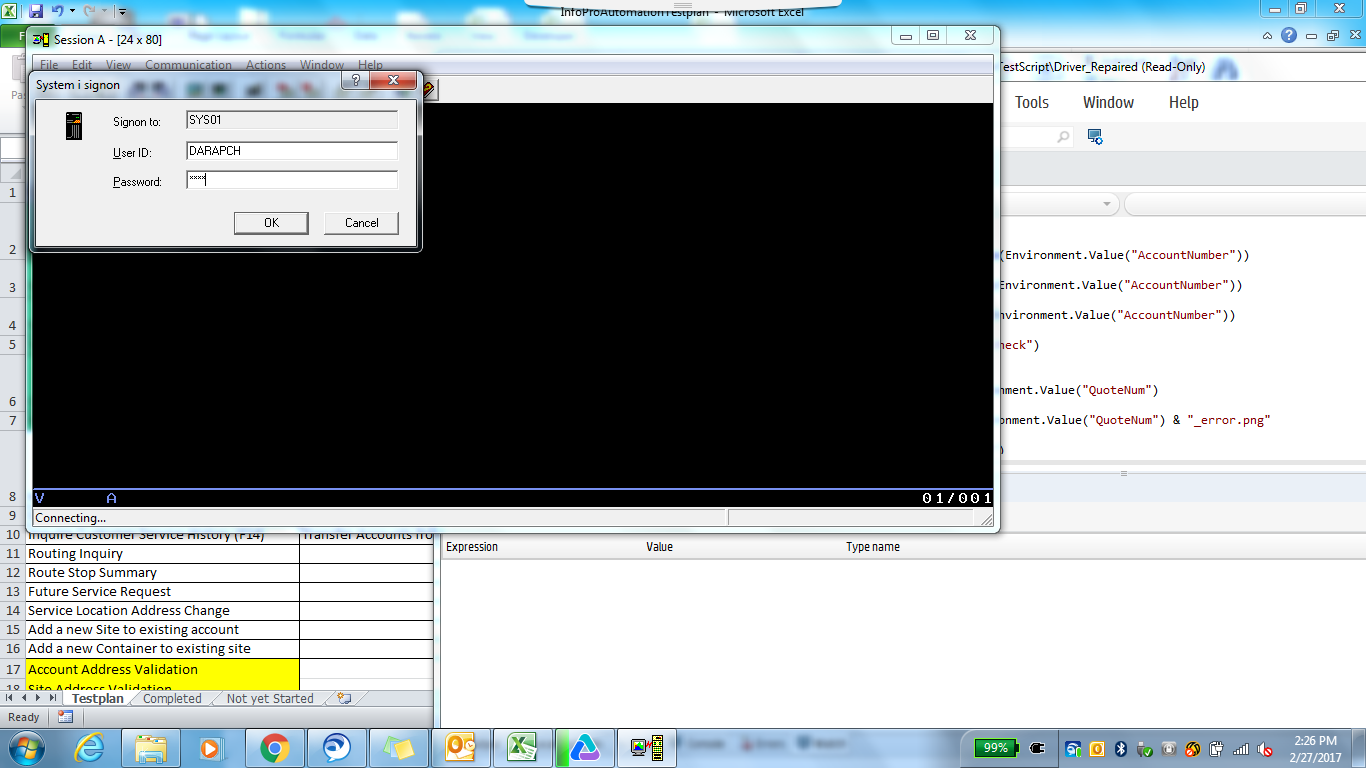 InfoProAutomationTestplan - Microsoft Excel
Session A - [24 x 80]
File Edit View Communication Actions Window Help
System i signon
Signon to: SYS01
User ID: DARAPCH
Password: ****
OK Cancel
V A 01/001
Connecting...
TestScript\Driver_Repaired (Read-Only)
Tools Window Help
(Environment.Value("AccountNumber"))
Environment.Value("AccountNumber"))
nvironment.Value("AccountNumber"))
heck")
nment.Value("QuoteNum")
onment.Value("QuoteNum") & "_error.png"
)
Expression Value Type name
1
2
3
4
5
6
7
8
9
10 Inquire Customer Service History (F14) Transfer Accounts fro
11 Routing Inquiry
12 Route Stop Summary
13 Future Service Request
14 Service Location Address Change
15 Add a new Site to existing account
16 Add a new Container to existing site
17 Account Address Validation
18 Site Address Validation
Testplan Completed Not yet Started
Ready
99%
2:26 PM
2/27/2017